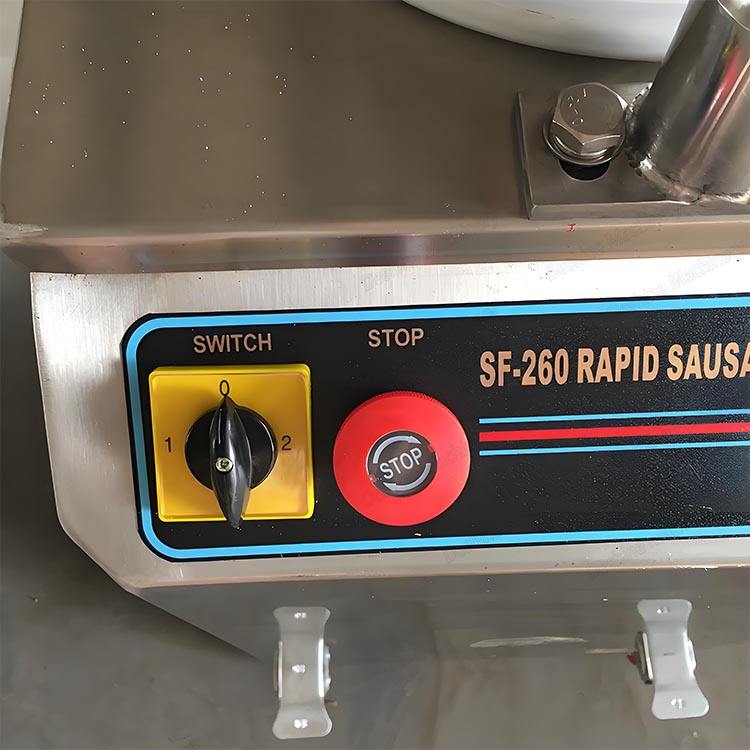 SWITCH
STOP
0
1
2
STOP
SF-260 RAPID SAUSA